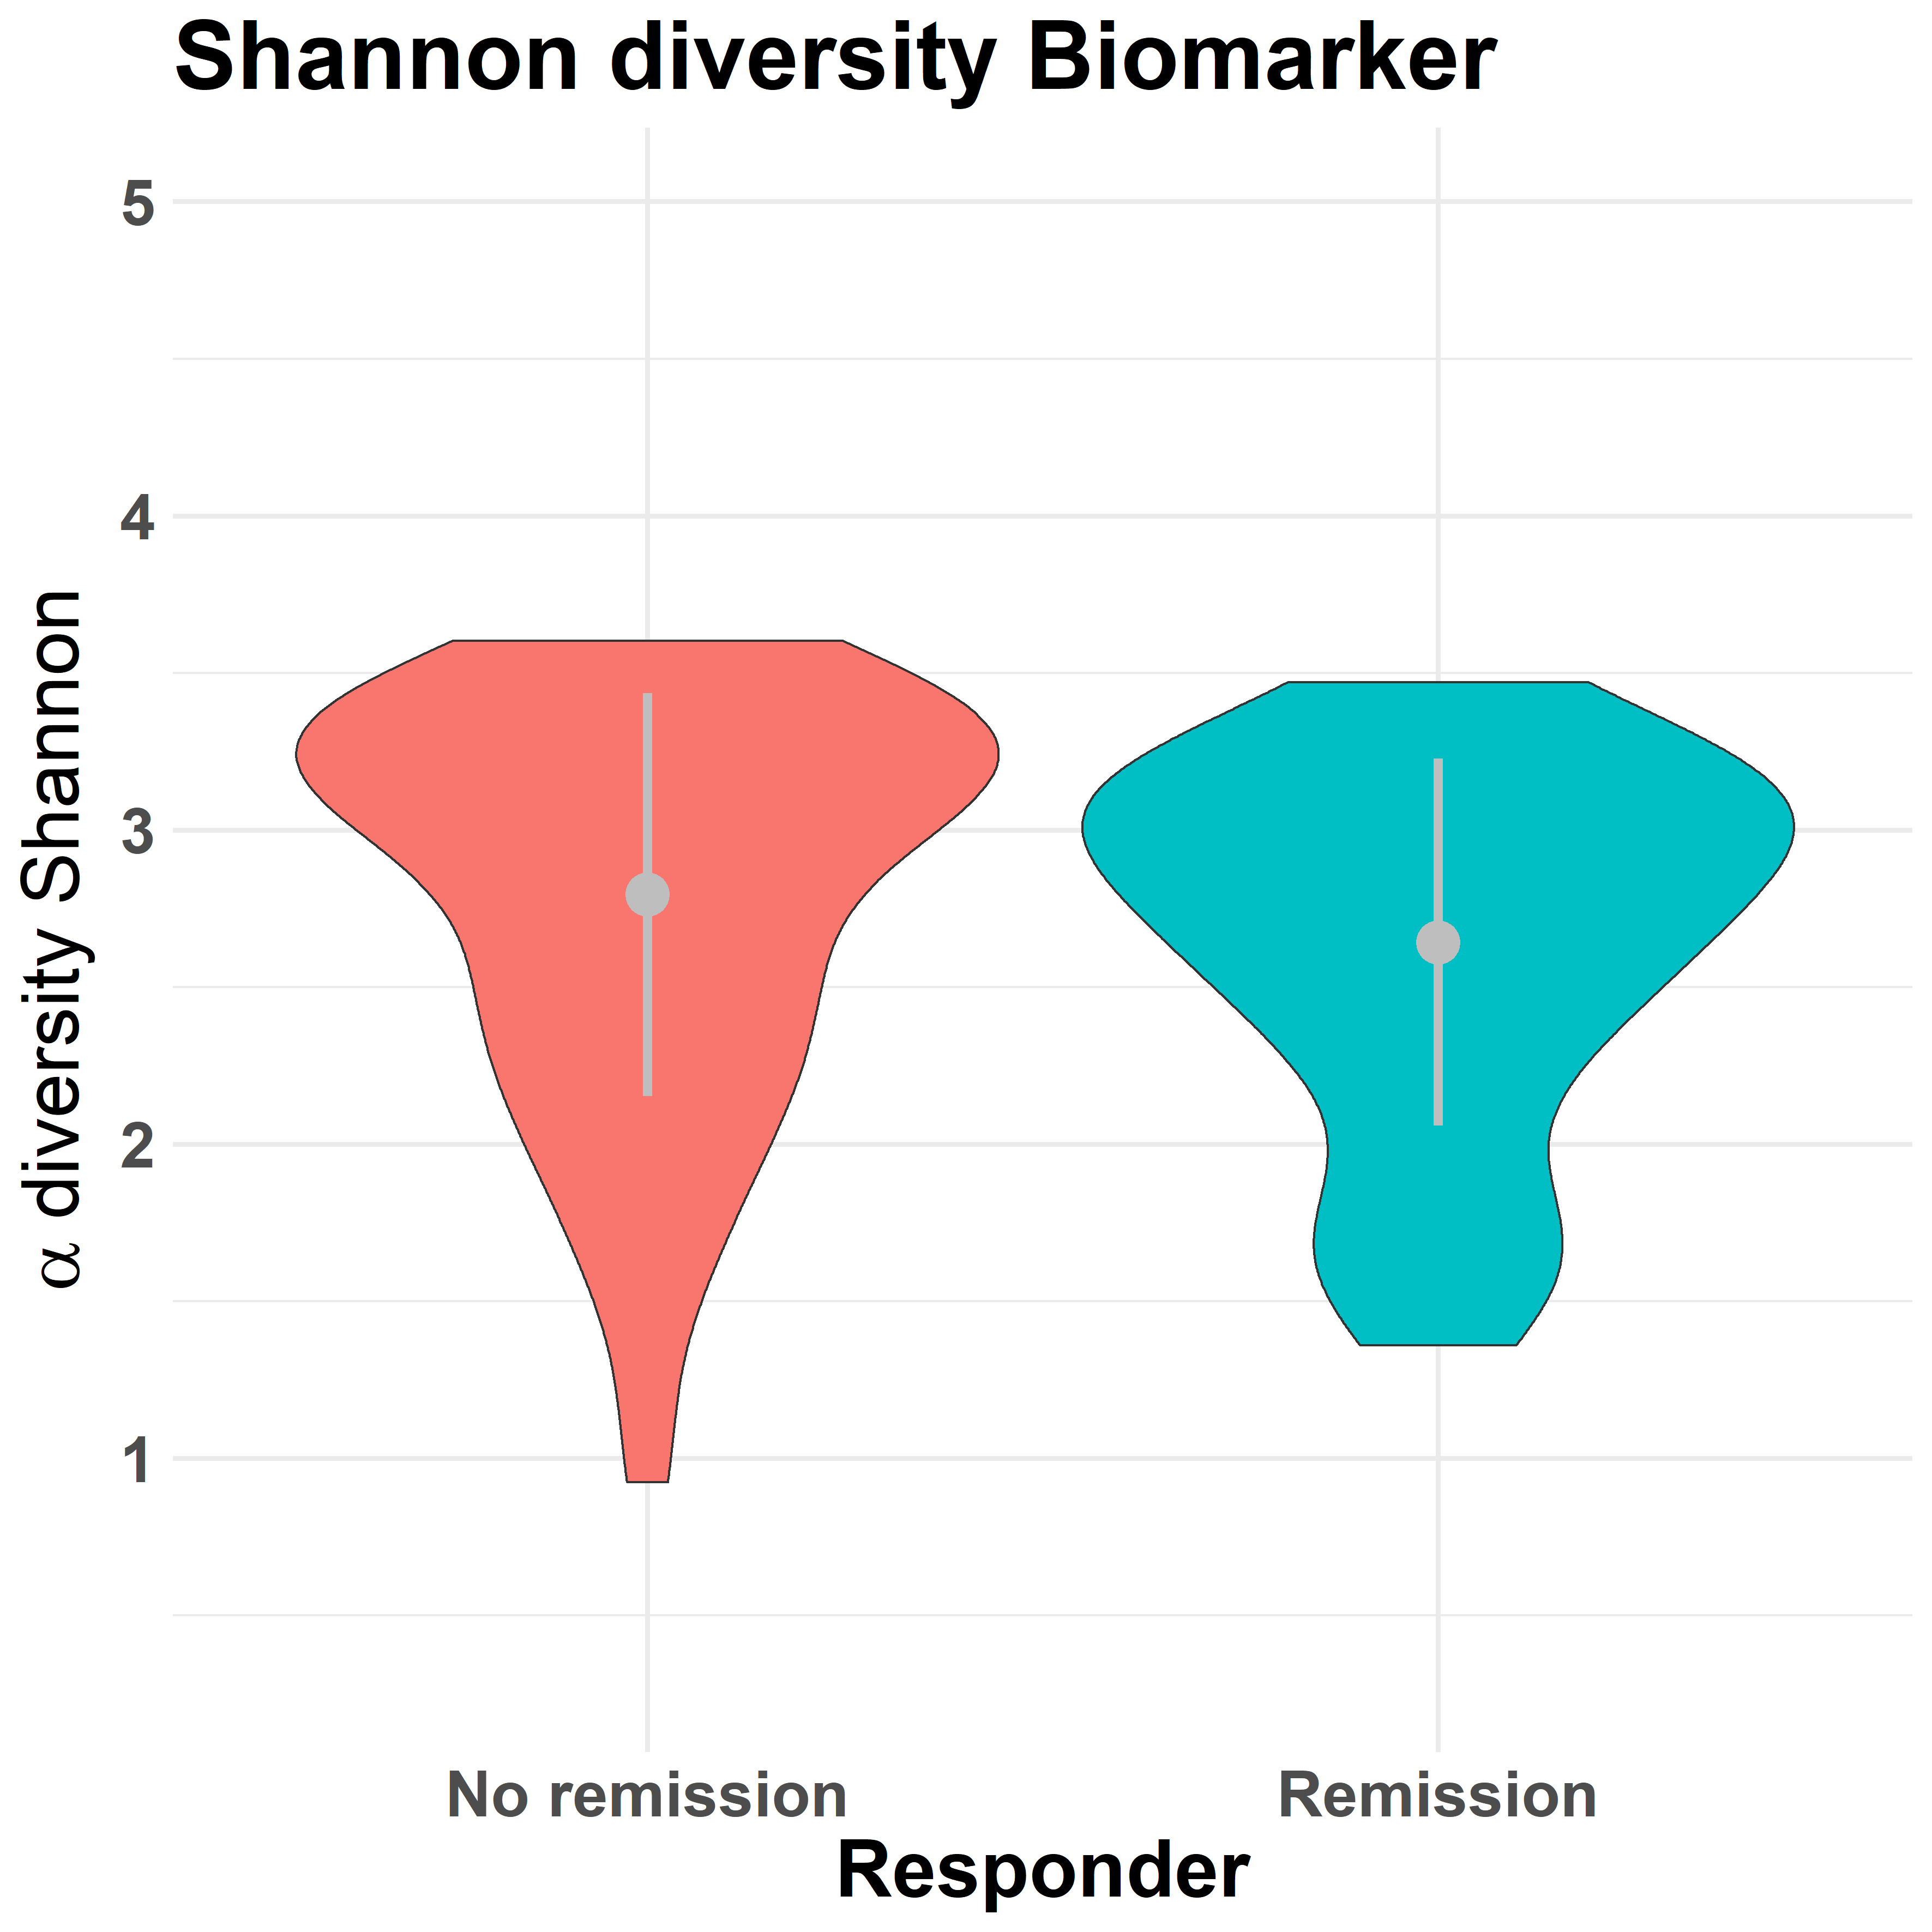 Shannon diversity Biomarker
α diversity Shannon
5
4
3
2
1
No remission
Remission
Responder